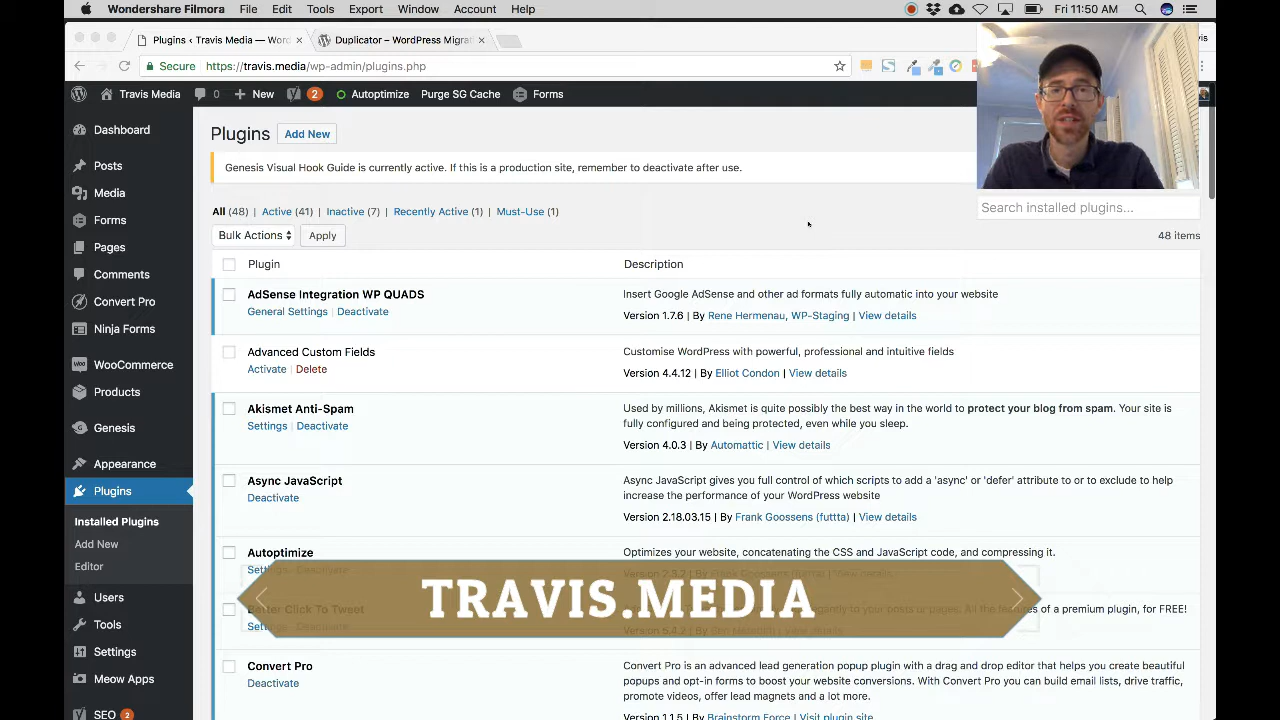 Wondershare Filmora File Edit Tools Export Window Account Help Fri 11:50 AM
Plugins ‹ Travis Media — Word × Duplicator – WordPress Migra ×
Secure https://travis.media/wp-admin/plugins.php
Travis Media 0 New 2 Autoptimize Purge SG Cache Forms
Dashboard
Posts
Media
Forms
Pages
Comments
Convert Pro
Ninja Forms
WooCommerce
Products
Genesis
Appearance
Plugins
Installed Plugins
Add New
Editor
Users
Tools
Settings
Meow Apps
SEO 2
Plugins Add New
Genesis Visual Hook Guide is currently active. If this is a production site, remember to deactivate after use.
All (48) | Active (41) | Inactive (7) | Recently Active (1) | Must-Use (1)
Search installed plugins...
Bulk Actions Apply
48 items
Plugin Description
AdSense Integration WP QUADS
General Settings | Deactivate
Insert Google AdSense and other ad formats fully automatic into your website
Version 1.7.6 | By Rene Hermenau, WP-Staging | View details
Advanced Custom Fields
Activate | Delete
Customise WordPress with powerful, professional and intuitive fields
Version 4.4.12 | By Elliot Condon | View details
Akismet Anti-Spam
Settings | Deactivate
Used by millions, Akismet is quite possibly the best way in the world to protect your blog from spam. Your site is
fully configured and being protected, even while you sleep.
Version 4.0.3 | By Automattic | View details
Async JavaScript
Deactivate
Async JavaScript gives you full control of which scripts to add a 'async' or 'defer' attribute to or to exclude to help
increase the performance of your WordPress website
Version 2.18.03.15 | By Frank Goossens (futtta) | View details
Autoptimize
Settings | Deactivate
Optimizes your website, concatenating the CSS and JavaScript code, and compressing it.
TRAVIS.MEDIA
Better Click To Tweet
Settings
of a premium plugin, for FREE!
Convert Pro
Deactivate
Convert Pro is an advanced lead generation popup plugin with a drag and drop editor that helps you create beautiful
popups and opt-in forms to boost your website conversions. With Convert Pro you can build email lists, drive traffic,
promote videos, offer lead magnets and a lot more.
Version 1.1.5 | By Brainstorm Force | Visit plugin site